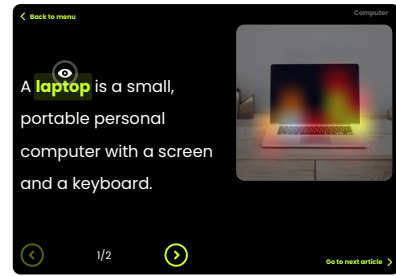 Back to menu
Computer
A laptop is a small,
portable personal
computer with a screen
and a keyboard.
1/2
Go to next article